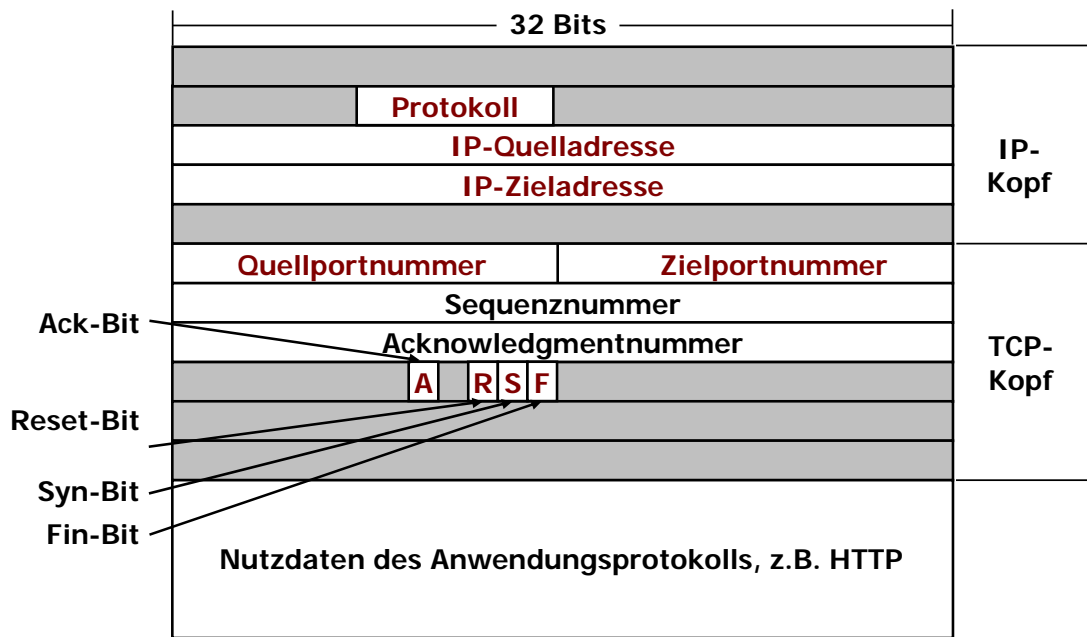 32 Bits
Protokoll
IP-Quelladresse
IP-Zieladresse
IP-
Kopf
Quellportnummer
Zielportnummer
Sequenznummer
Ack-Bit
Acknowledgmentnummer
TCP-
Kopf
A R S F
Reset-Bit
Syn-Bit
Fin-Bit
Nutzdaten des Anwendungsprotokolls, z.B. HTTP